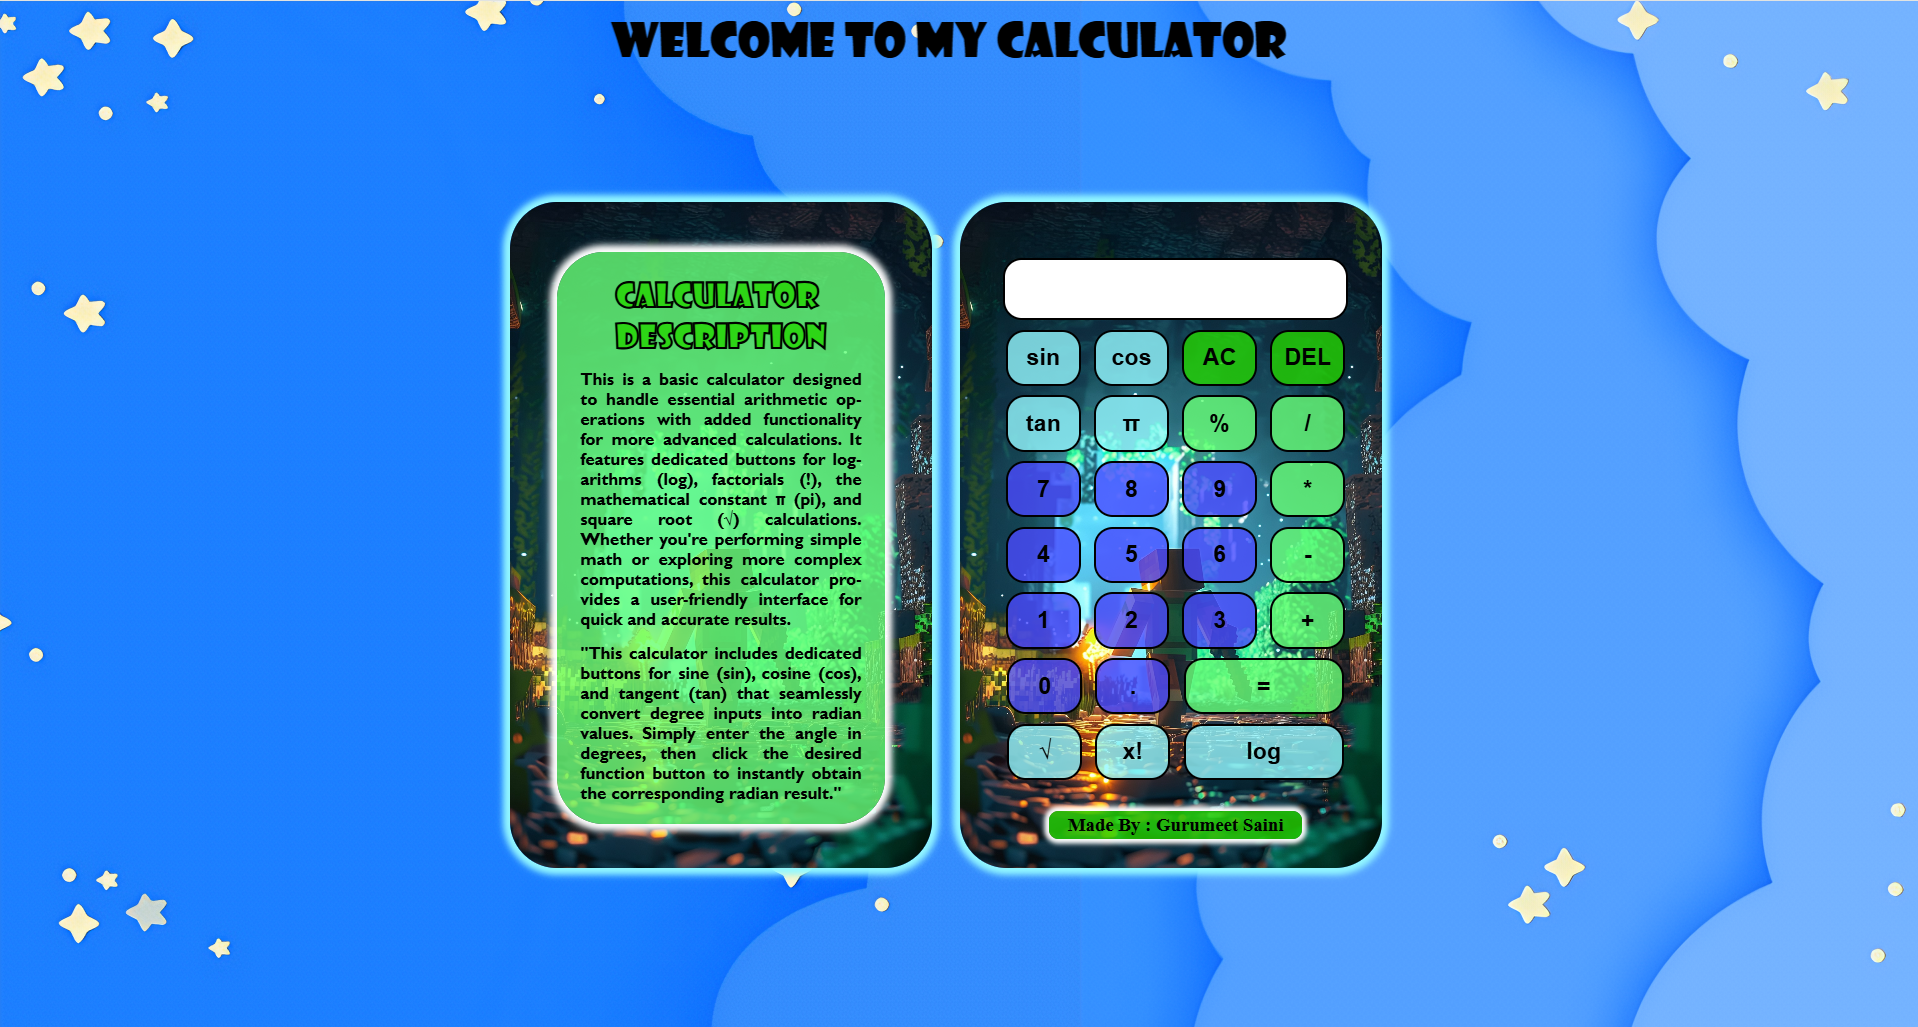 WELCOME TO MY CALCULATOR
CALCULATOR
DESCRIPTION
This is a basic calculator designed
to handle essential arithmetic op-
erations with added functionality
for more advanced calculations. It
features dedicated buttons for log-
arithms (log), factorials (!), the
mathematical constant π (pi), and
square root (√) calculations.
Whether you're performing simple
math or exploring more complex
computations, this calculator pro-
vides a user-friendly interface for
quick and accurate results.
"This calculator includes dedicated
buttons for sine (sin), cosine (cos),
and tangent (tan) that seamlessly
convert degree inputs into radian
values. Simply enter the angle in
degrees, then click the desired
function button to instantly obtain
the corresponding radian result."
sin cos AC DEL
tan π % /
7 8 9 *
4 5 6 -
1 2 3 +
0 . =
√ x! log
Made By : Gurumeet Saini